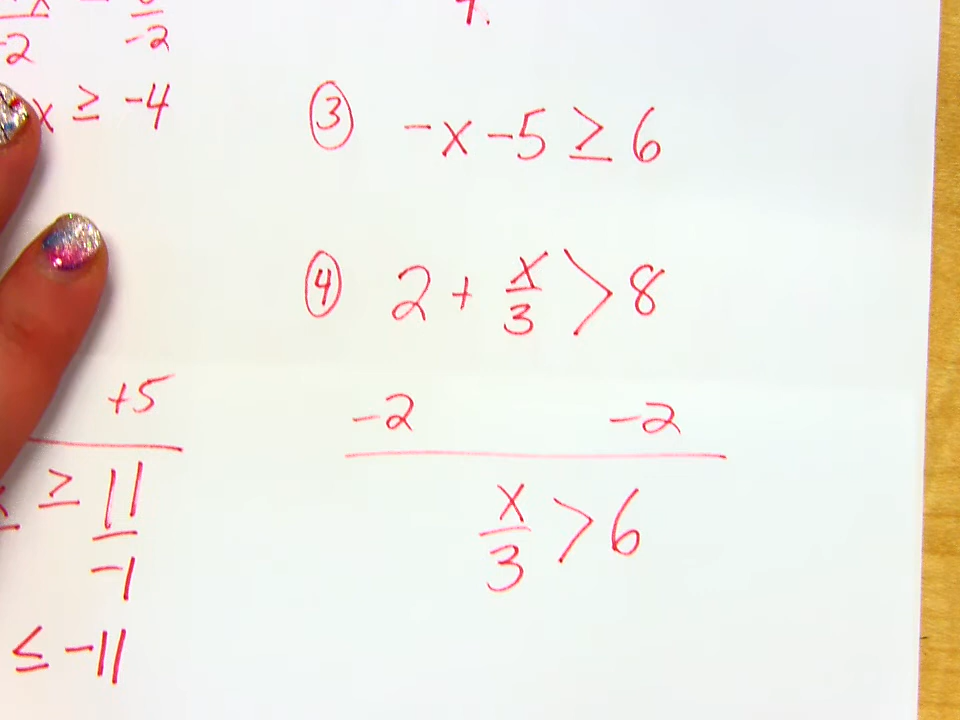 -2 -2
x ≥ -4
③ -x - 5 ≥ 6
④ 2 + x/3 > 8
-2 -2
x/3 > 6
+5
≥ 11/-1
≤ -11